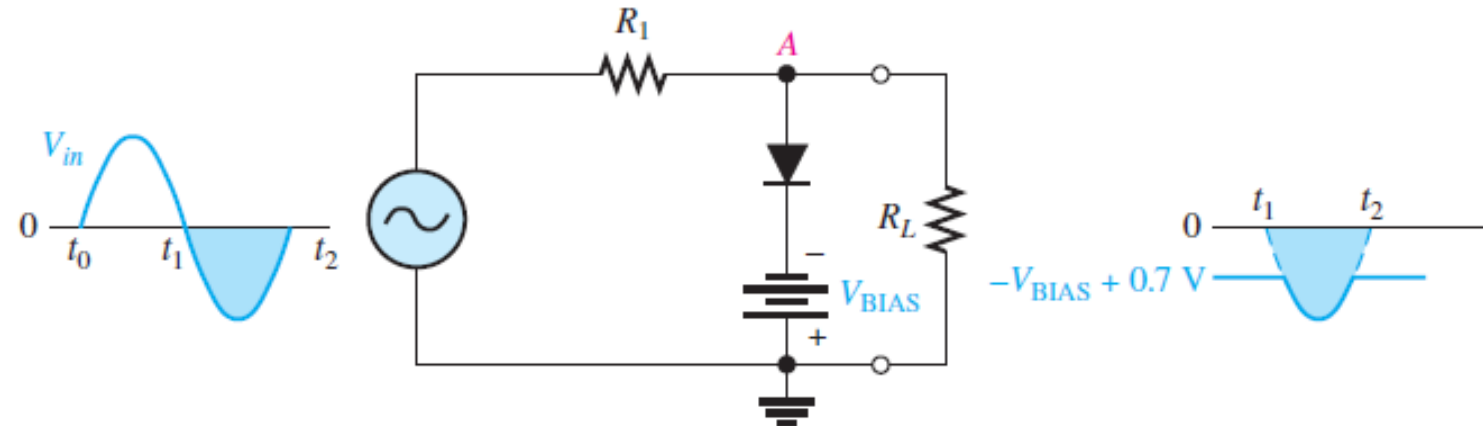 R1
A
Vin
0
t0
t1
t2
RL
−
VBIAS
+
t1
t2
0
−VBIAS + 0.7 V